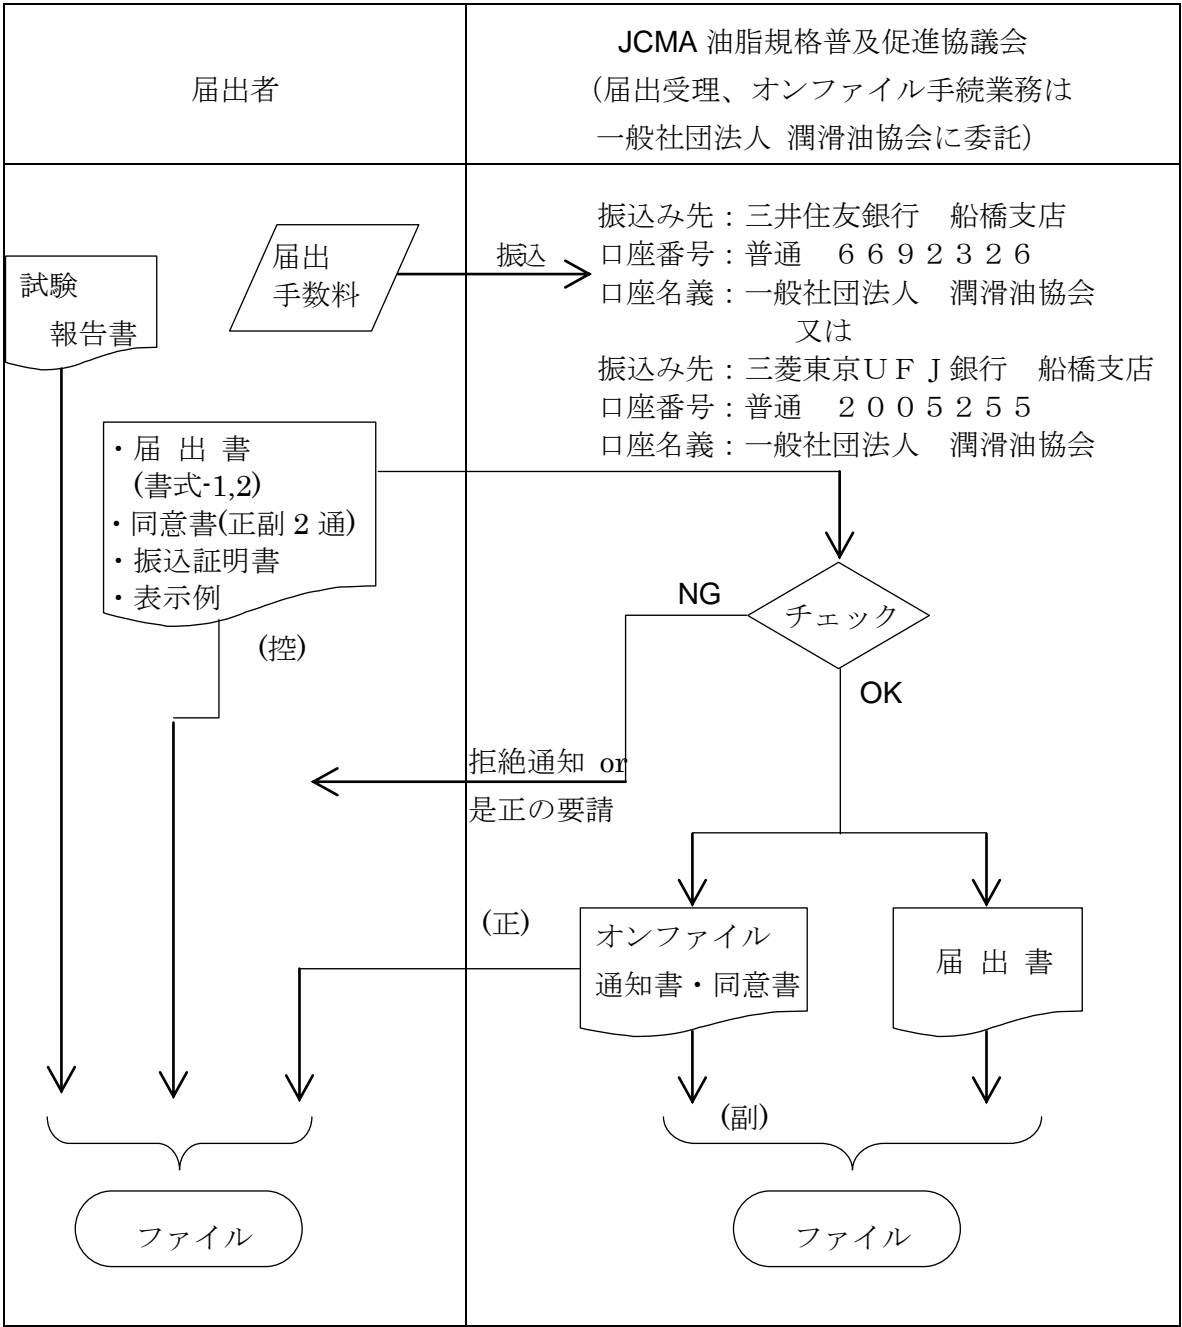 届出者
JCMA 油脂規格普及促進協議会
(届出受理、オンファイル手続業務は
一般社団法人 潤滑油協会に委託)
試験
報告書
届出
手数料
振込
振込み先：三井住友銀行　船橋支店
口座番号：普通　６６９２３２６
口座名義：一般社団法人　潤滑油協会
又は
振込み先：三菱東京ＵＦＪ銀行　船橋支店
口座番号：普通　２００５２５５
口座名義：一般社団法人　潤滑油協会
・届 出 書
(書式-1,2)
・同意書(正副 2 通)
・振込証明書
・表示例
(控)
NG
チェック
OK
拒絶通知 or
是正の要請
(正)
オンファイル
通知書・同意書
届 出 書
(副)
ファイル
ファイル